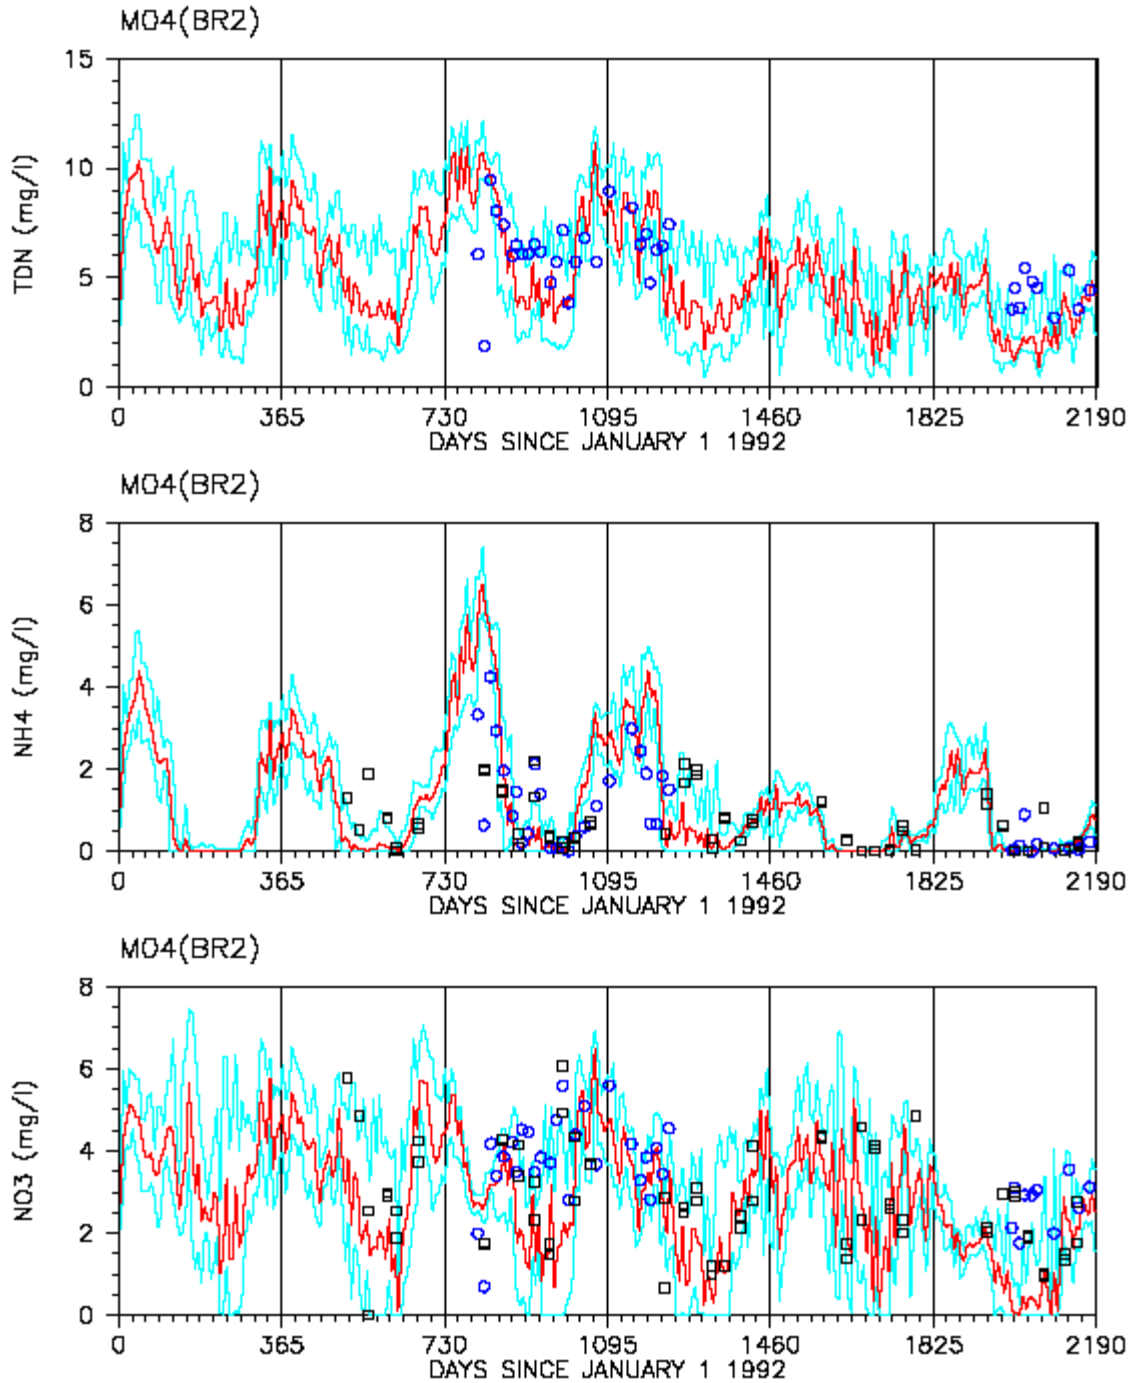 M04(BR2)
15
10
5
0
TDN (mg/l)
0 365 730 1095 1460 1825 2190
DAYS SINCE JANUARY 1 1992
M04(BR2)
8
6
4
2
0
NH4 (mg/l)
0 365 730 1095 1460 1825 2190
DAYS SINCE JANUARY 1 1992
M04(BR2)
8
6
4
2
0
NO3 (mg/l)
0 365 730 1095 1460 1825 2190
DAYS SINCE JANUARY 1 1992